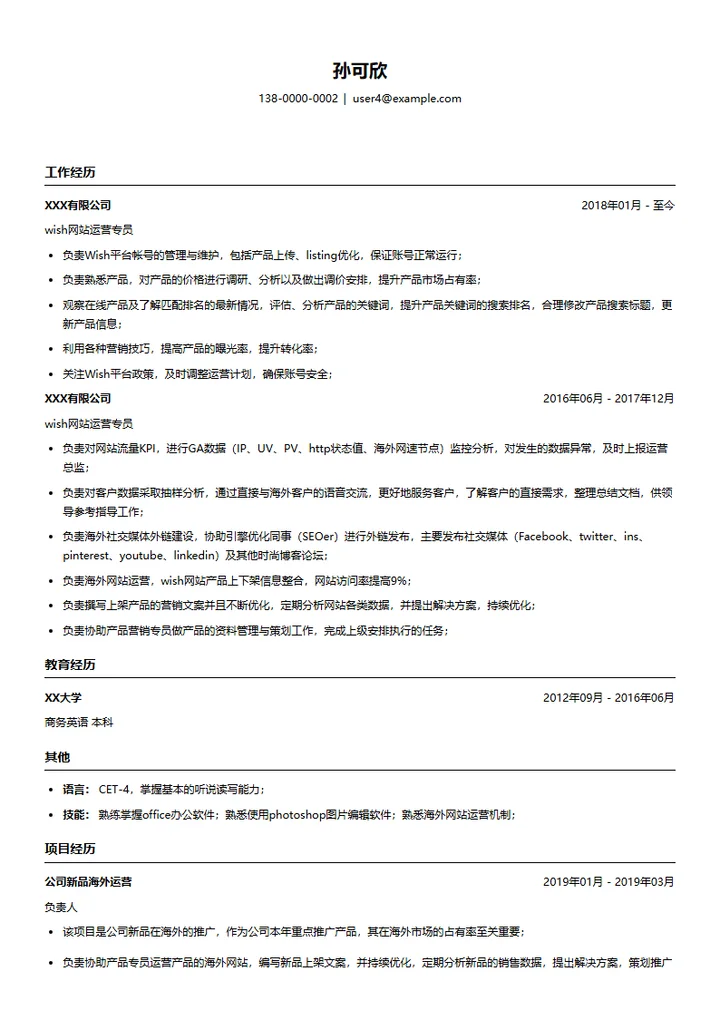 孙可欣
138-0000-0002 | user4@example.com
工作经历
XXX有限公司 2018年01月 - 至今
wish网站运营专员
• 负责Wish平台帐号的管理与维护，包括产品上传、listing优化，保证账号正常运行；
• 负责熟悉产品，对产品的价格进行调研、分析以及做出调价安排，提升产品市场占有率；
• 观察在线产品及了解匹配排名的最新情况，评估、分析产品的关键词，提升产品关键词的搜索排名，合理修改产品搜索标题，更
新产品信息；
• 利用各种营销技巧，提高产品的曝光率，提升转化率；
• 关注Wish平台政策，及时调整运营计划，确保账号安全；
XXX有限公司 2016年06月 - 2017年12月
wish网站运营专员
• 负责对网站流量KPI，进行GA数据（IP、UV、PV、http状态值、海外网速节点）监控分析，对发生的数据异常，及时上报运营
总监；
• 负责对客户数据采取抽样分析，通过直接与海外客户的语音交流，更好地服务客户，了解客户的直接需求，整理总结文档，供领
导参考指导工作；
• 负责海外社交媒体外链建设，协助引擎优化同事（SEOer）进行外链发布，主要发布社交媒体（Facebook、twitter、ins、
pinterest、youtube、linkedin）及其他时尚博客论坛；
• 负责海外网站运营，wish网站产品上下架信息整合，网站访问率提高9%；
• 负责撰写上架产品的营销文案并且不断优化，定期分析网站各类数据，并提出解决方案，持续优化；
• 负责协助产品营销专员做产品的资料管理与策划工作，完成上级安排执行的任务；
教育经历
XX大学 2012年09月 - 2016年06月
商务英语 本科
其他
• 语言： CET-4，掌握基本的听说读写能力；
• 技能： 熟练掌握office办公软件；熟悉使用photoshop图片编辑软件；熟悉海外网站运营机制；
项目经历
公司新品海外运营 2019年01月 - 2019年03月
负责人
• 该项目是公司新品在海外的推广，作为公司本年重点推广产品，其在海外市场的占有率至关重要；
• 负责协助产品专员运营产品的海外网站，编写新品上架文案，并持续优化，定期分析新品的销售数据，提出解决方案，策划推广